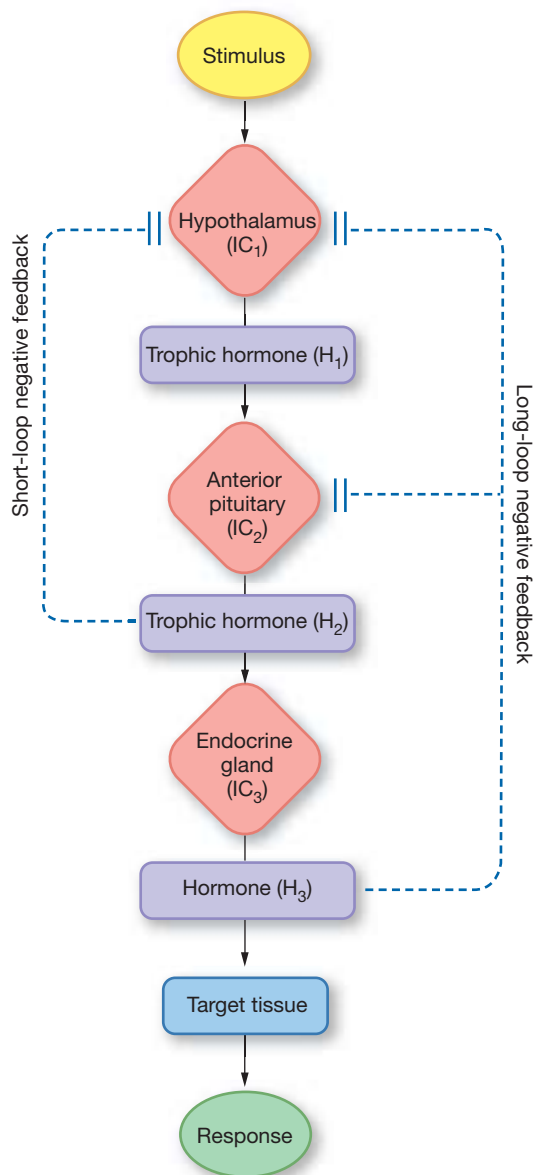 Stimulus
Hypothalamus
(IC₁)
Trophic hormone (H₁)
Short-loop negative feedback
Long-loop negative feedback
Anterior
pituitary
(IC₂)
Trophic hormone (H₂)
Endocrine
gland
(IC₃)
Hormone (H₃)
Target tissue
Response